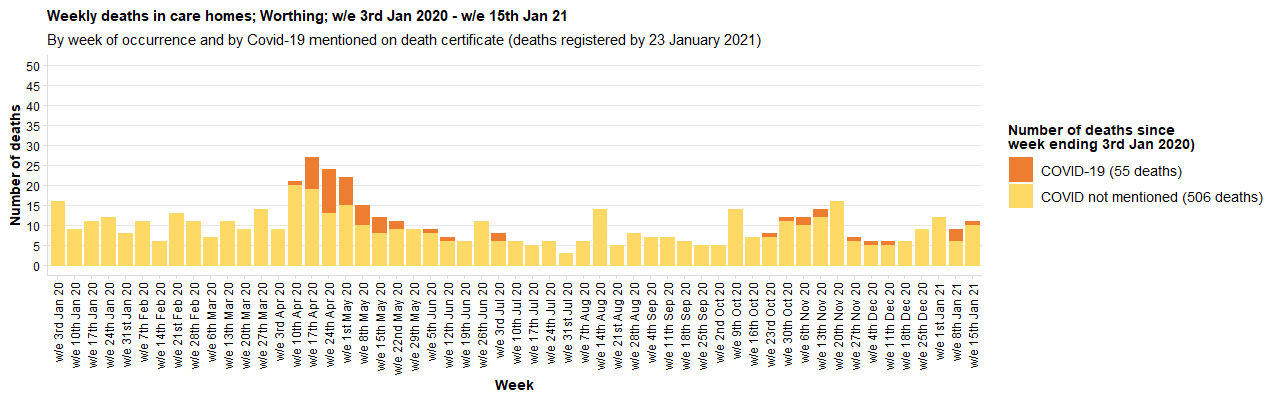 Weekly deaths in care homes; Worthing; w/e 3rd Jan 2020 - w/e 15th Jan 21
By week of occurrence and by Covid-19 mentioned on death certificate (deaths registered by 23 January 2021)
Number of deaths
50
45
40
35
30
25
20
15
10
5
0
w/e 3rd Jan 20
w/e 10th Jan 20
w/e 17th Jan 20
w/e 24th Jan 20
w/e 31st Jan 20
w/e 7th Feb 20
w/e 14th Feb 20
w/e 21st Feb 20
w/e 28th Feb 20
w/e 6th Mar 20
w/e 13th Mar 20
w/e 20th Mar 20
w/e 27th Mar 20
w/e 3rd Apr 20
w/e 10th Apr 20
w/e 17th Apr 20
w/e 24th Apr 20
w/e 1st May 20
w/e 8th May 20
w/e 15th May 20
w/e 22nd May 20
w/e 29th May 20
w/e 5th Jun 20
w/e 12th Jun 20
w/e 19th Jun 20
w/e 26th Jun 20
w/e 3rd Jul 20
w/e 10th Jul 20
w/e 17th Jul 20
w/e 24th Jul 20
w/e 31st Jul 20
w/e 7th Aug 20
w/e 14th Aug 20
w/e 21st Aug 20
w/e 28th Aug 20
w/e 4th Sep 20
w/e 11th Sep 20
w/e 18th Sep 20
w/e 25th Sep 20
w/e 2nd Oct 20
w/e 9th Oct 20
w/e 16th Oct 20
w/e 23rd Oct 20
w/e 30th Oct 20
w/e 6th Nov 20
w/e 13th Nov 20
w/e 20th Nov 20
w/e 27th Nov 20
w/e 4th Dec 20
w/e 11th Dec 20
w/e 18th Dec 20
w/e 25th Dec 20
w/e 1st Jan 21
w/e 8th Jan 21
w/e 15th Jan 21
Week
Number of deaths since
week ending 3rd Jan 2020)
COVID-19 (55 deaths)
COVID not mentioned (506 deaths)